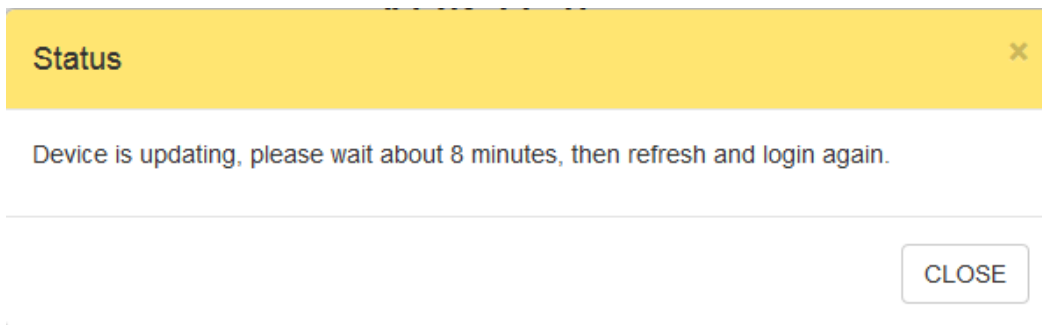 Status
×
Device is updating, please wait about 8 minutes, then refresh and login again.
CLOSE